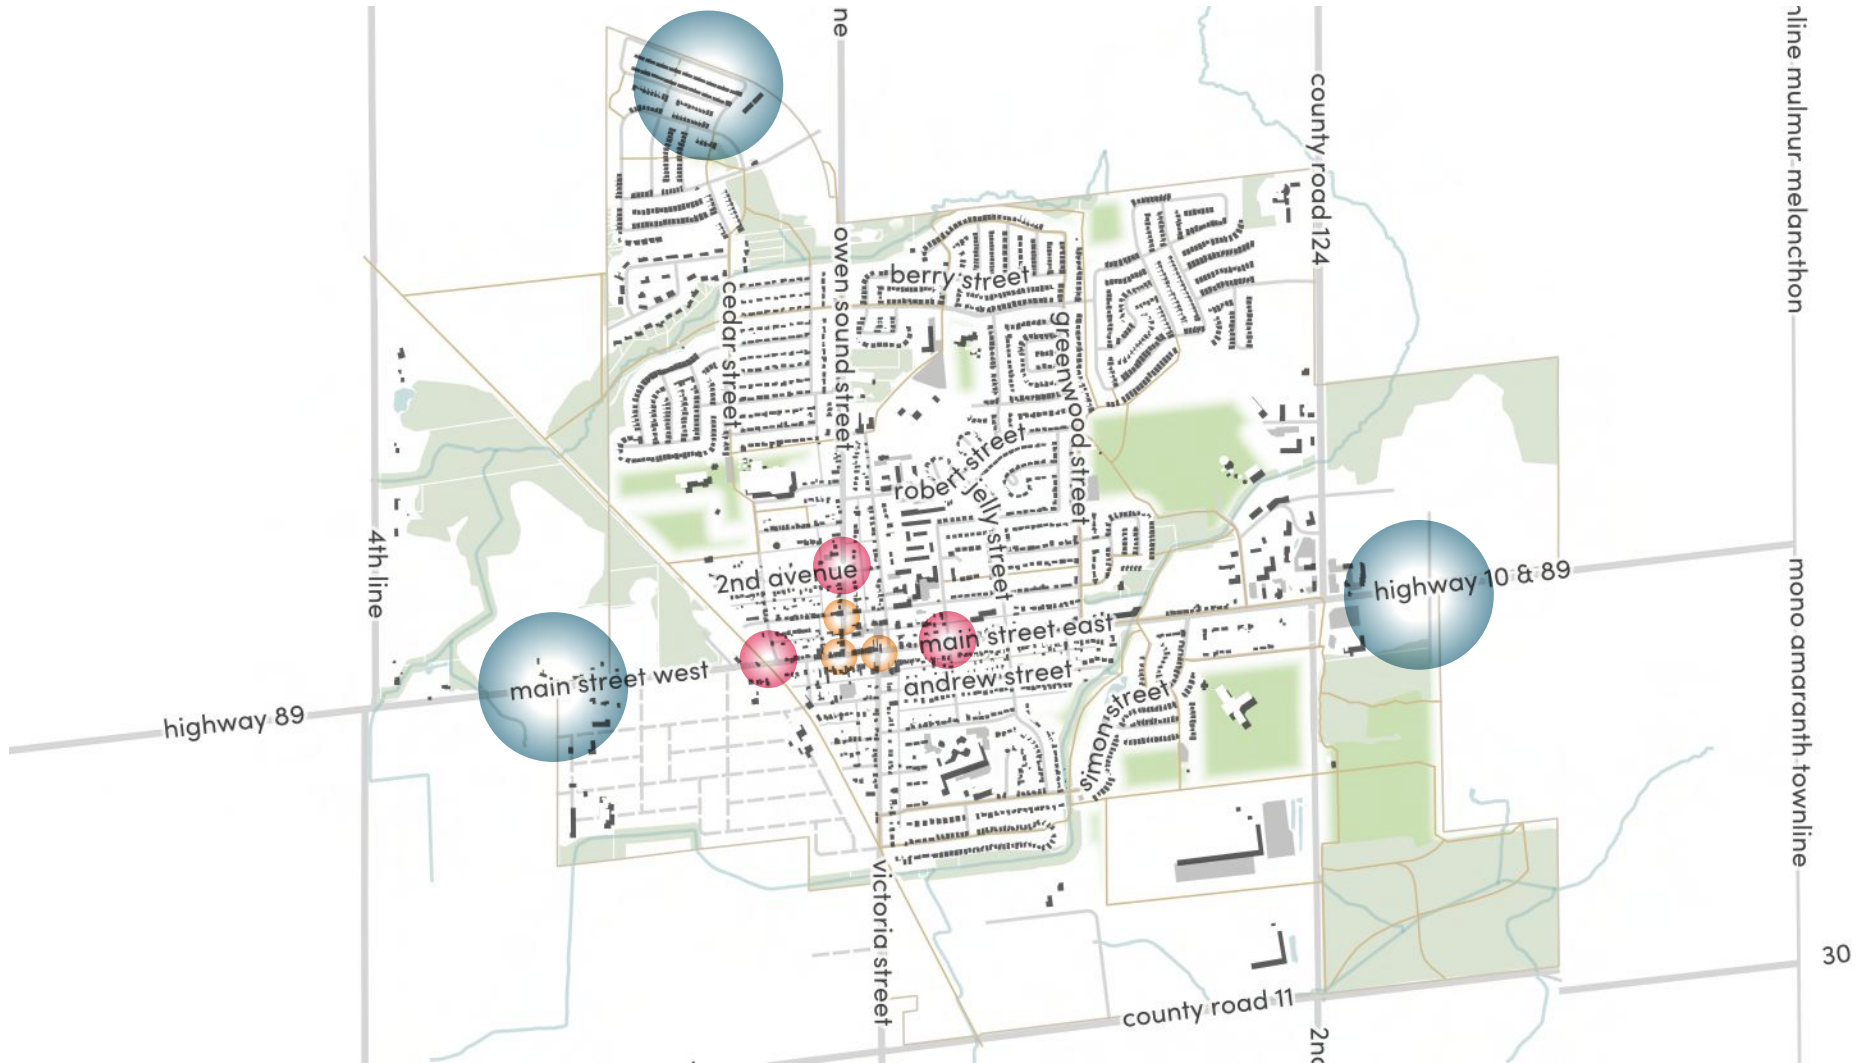 ne
nline mulmur-melancthon
county road 124
owen sound street
berry street
cedar street
greenwood street
robert street
jelly street
4th line
2nd avenue
highway 10 & 89
main street east
main street west
andrew street
simon street
highway 89
mono amaranth townline
victoria street
30
county road 11
2nd